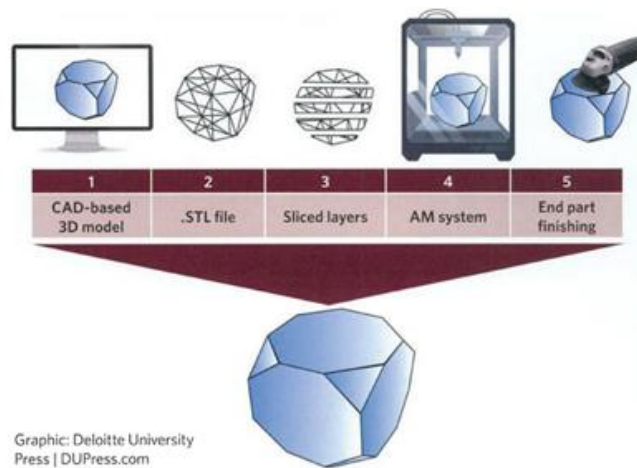 1
2
3
4
5
CAD-based
3D model
.STL file
Sliced layers
AM system
End part
finishing
Graphic: Deloitte University
Press | DUPress.com